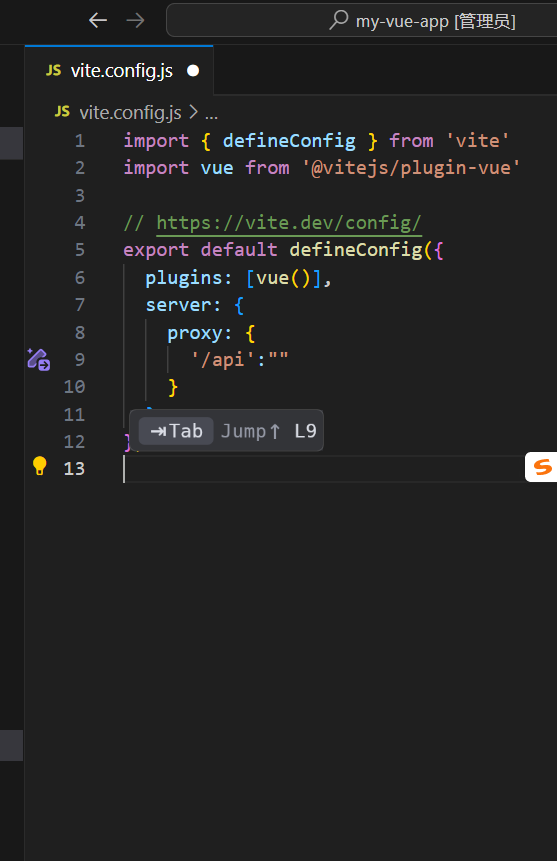 my-vue-app [管理员]
JS vite.config.js
JS vite.config.js > ...
1 import { defineConfig } from 'vite'
2 import vue from '@vitejs/plugin-vue'
3
4 // https://vite.dev/config/
5 export default defineConfig({
6 plugins: [vue()],
7 server: {
8 proxy: {
9 '/api':""
10 }
11
12 }
Tab Jump↑ L9
13
S